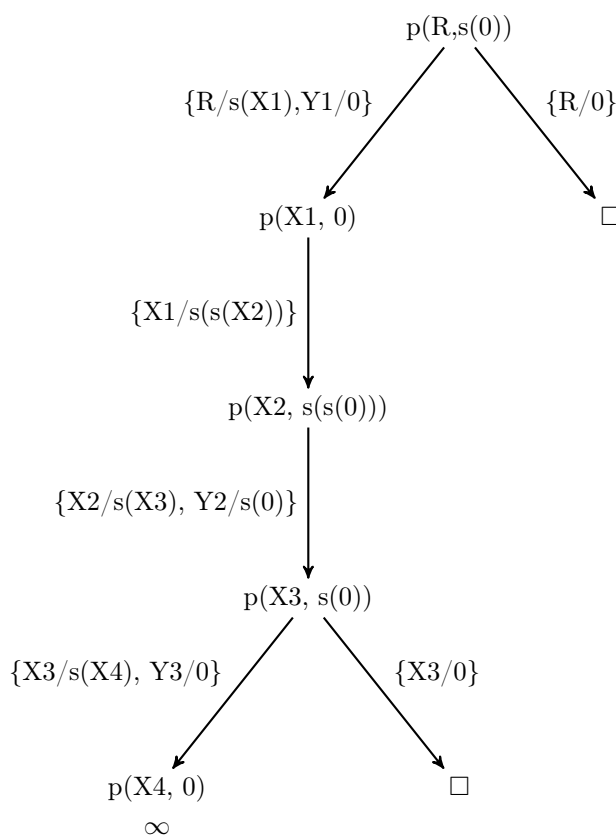 p(R,s(0))
{R/s(X1),Y1/0}
{R/0}
p(X1, 0)
□
{X1/s(s(X2))}
p(X2, s(s(0)))
{X2/s(X3), Y2/s(0)}
p(X3, s(0))
{X3/s(X4), Y3/0}
{X3/0}
p(X4, 0)
□
∞